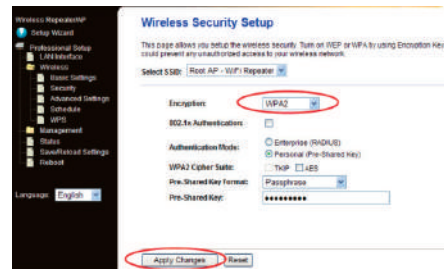 Wireless Repeater/AP
Setup Wizard
Professional Setup
LAN Interface
Wireless
Basic Settings
Security
Advanced Settings
Schedule
WPS
Management
Status
Save/Reload Settings
Reboot
Language: English
Wireless Security Setup
This page allows you setup the wireless security. Turn on WEP or WPA by using Encryption Key
could prevent any unauthorized access to your wireless network.
Select SSID: Root AP - WiFi Repeater
Encryption: WPA2
802.1x Authentication:
Authentication Mode: Enterprise (RADIUS)
Personal (Pre-Shared Key)
WPA2 Cipher Suite: TKIP AES
Pre-Shared Key Format: Passphrase
Pre-Shared Key: •••••••••
Apply Changes Reset